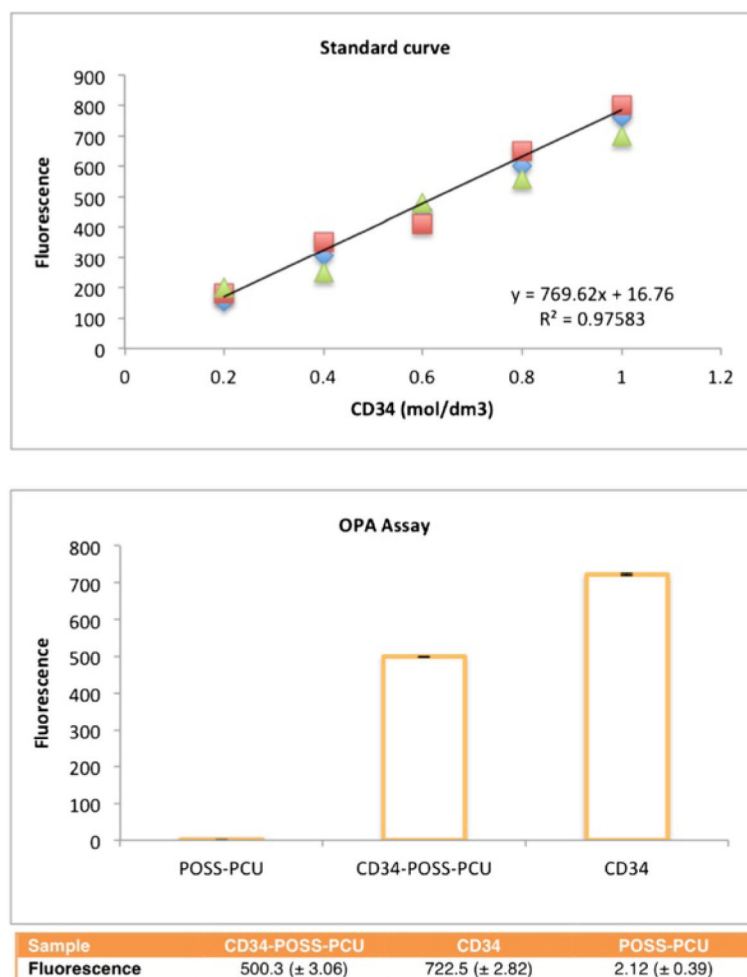 Standard curve
900
800
700
600
500
400
300
200
100
0
Fluorescence
y = 769.62x + 16.76
R² = 0.97583
0 0.2 0.4 0.6 0.8 1 1.2
CD34 (mol/dm3)
OPA Assay
800
700
600
500
400
300
200
100
0
Fluorescence
POSS-PCU CD34-POSS-PCU CD34
Sample CD34-POSS-PCU CD34 POSS-PCU
Fluorescence 500.3 (± 3.06) 722.5 (± 2.82) 2.12 (± 0.39)